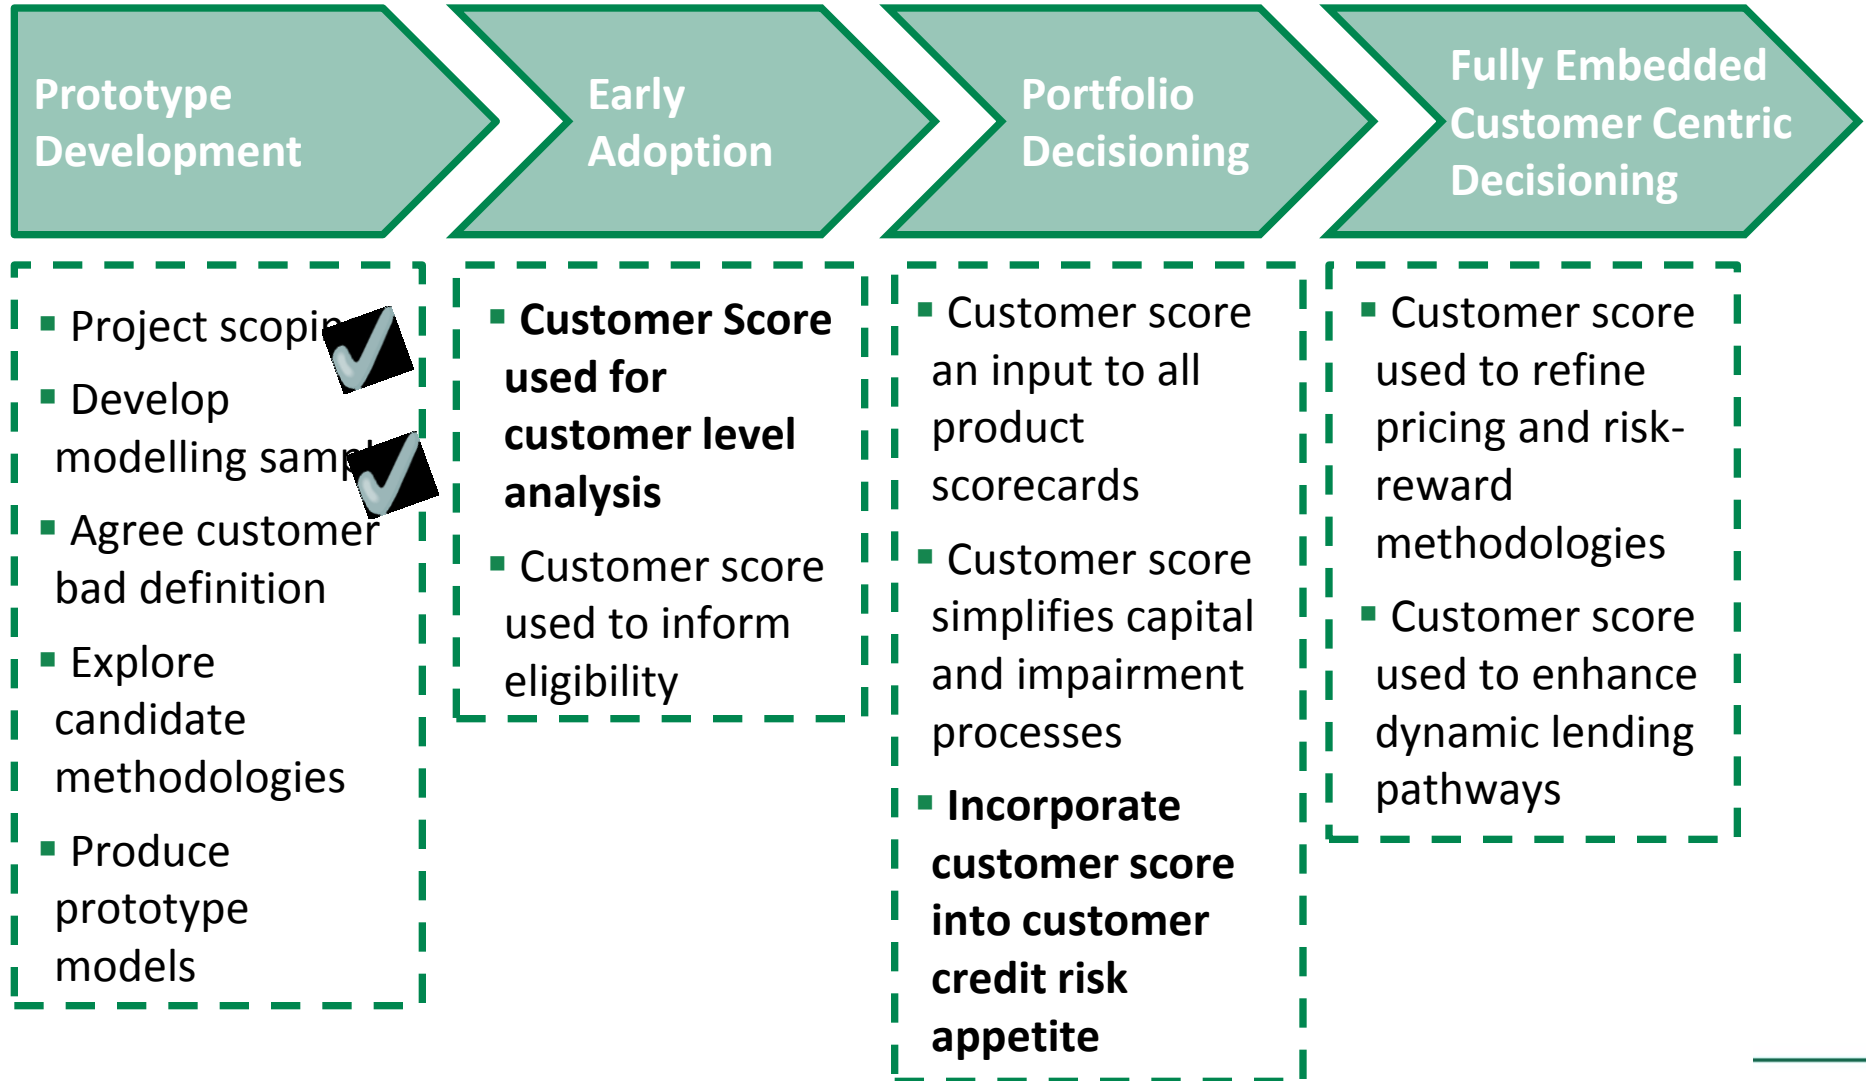 Prototype
Development
Early
Adoption
Portfolio
Decisioning
Fully Embedded
Customer Centric
Decisioning
▪ Project scopin
▪ Develop
modelling samp
▪ Agree customer
bad definition
▪ Explore
candidate
methodologies
▪ Produce
prototype
models
▪ Customer Score
used for
customer level
analysis
▪ Customer score
used to inform
eligibility
▪ Customer score
an input to all
product
scorecards
▪ Customer score
simplifies capital
and impairment
processes
▪ Incorporate
customer score
into customer
credit risk
appetite
▪ Customer score
used to refine
pricing and risk-
reward
methodologies
▪ Customer score
used to enhance
dynamic lending
pathways